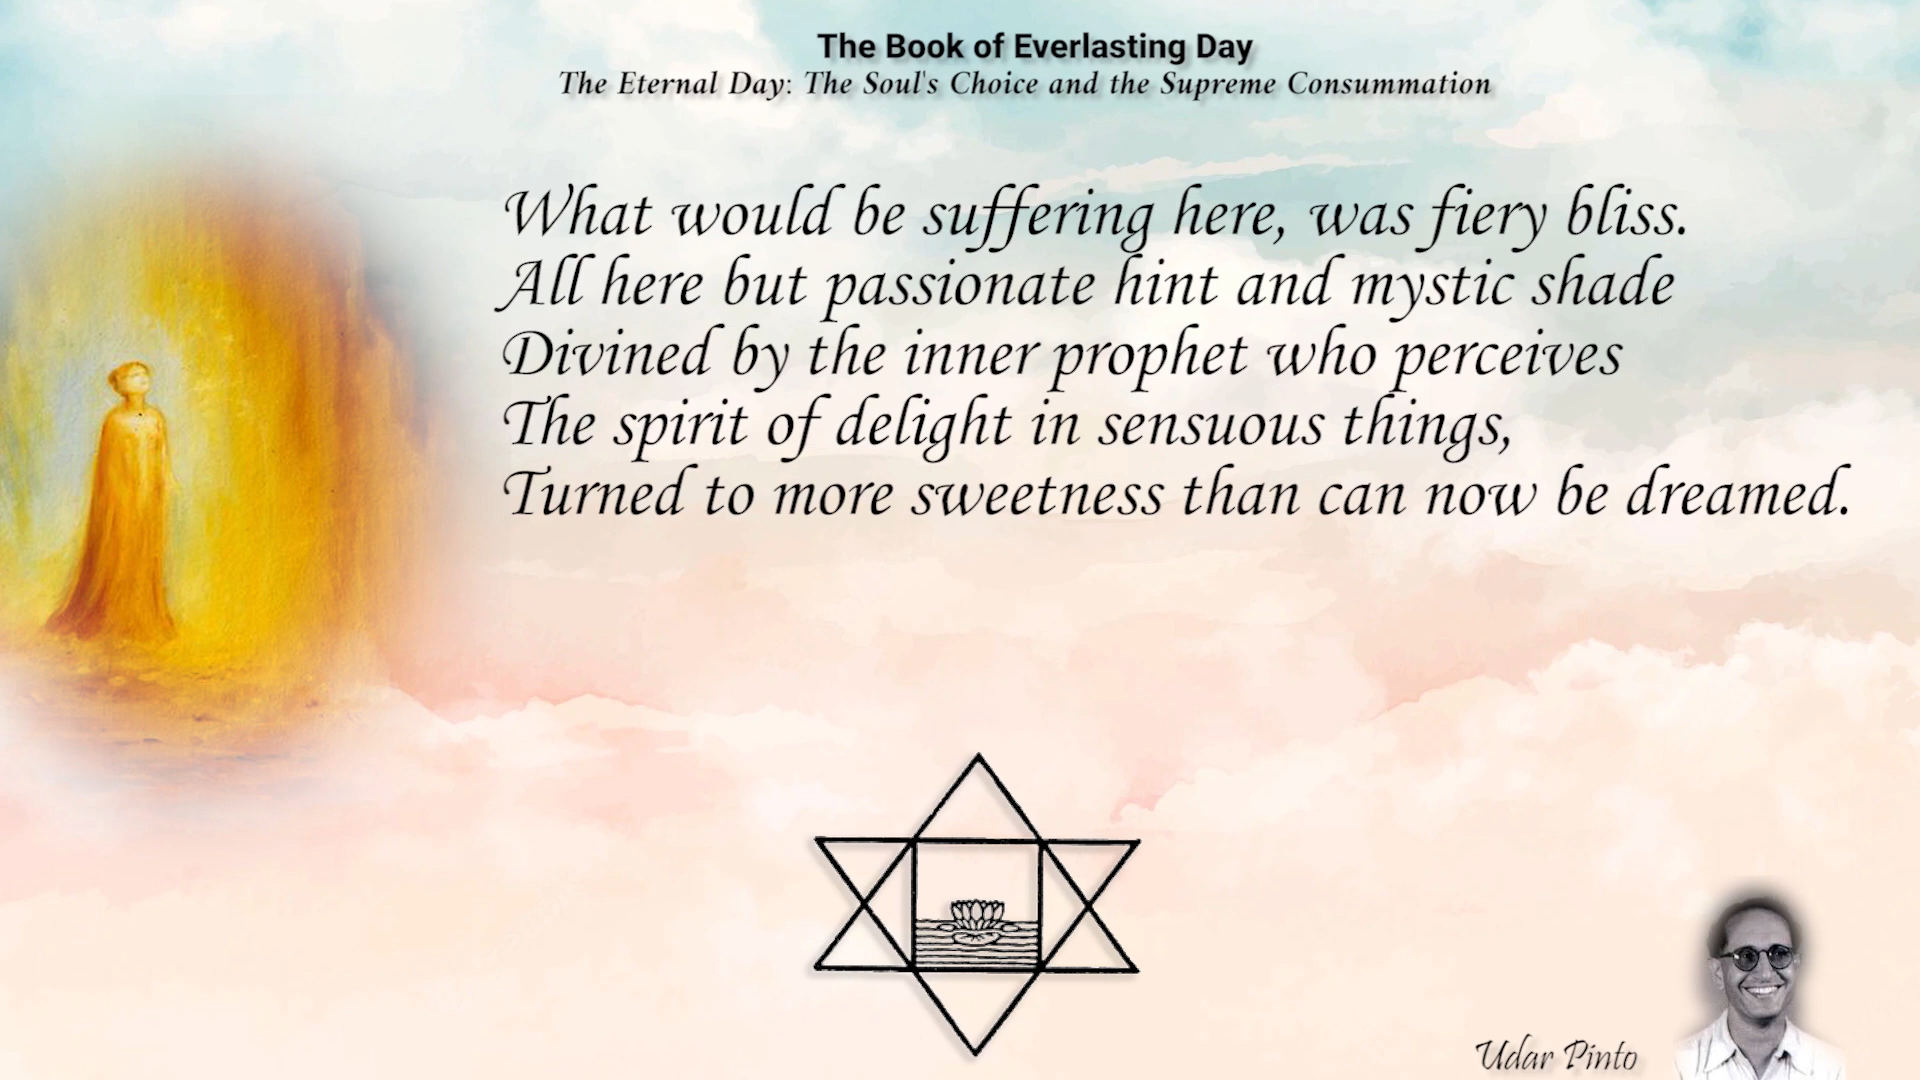 The Book of Everlasting Day
The Eternal Day: The Soul's Choice and the Supreme Consummation
What would be suffering here, was fiery bliss.
All here but passionate hint and mystic shade
Divined by the inner prophet who perceives
The spirit of delight in sensuous things,
Turned to more sweetness than can now be dreamed.
Udar Pinto